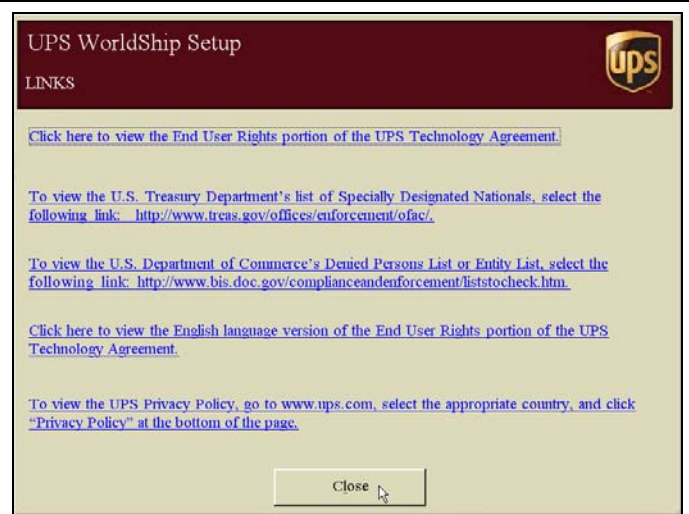 UPS WorldShip Setup
LINKS
ups
Click here to view the End User Rights portion of the UPS Technology Agreement.
To view the U.S. Treasury Department's list of Specially Designated Nationals, select the
following link: http://www.treas.gov/offices/enforcement/ofac/.
To view the U.S. Department of Commerce's Denied Persons List or Entity List, select the
following link: http://www.bis.doc.gov/complianceandenforcement/liststocheck.htm.
Click here to view the English language version of the End User Rights portion of the UPS
Technology Agreement.
To view the UPS Privacy Policy, go to www.ups.com, select the appropriate country, and click
“Privacy Policy” at the bottom of the page.
Close